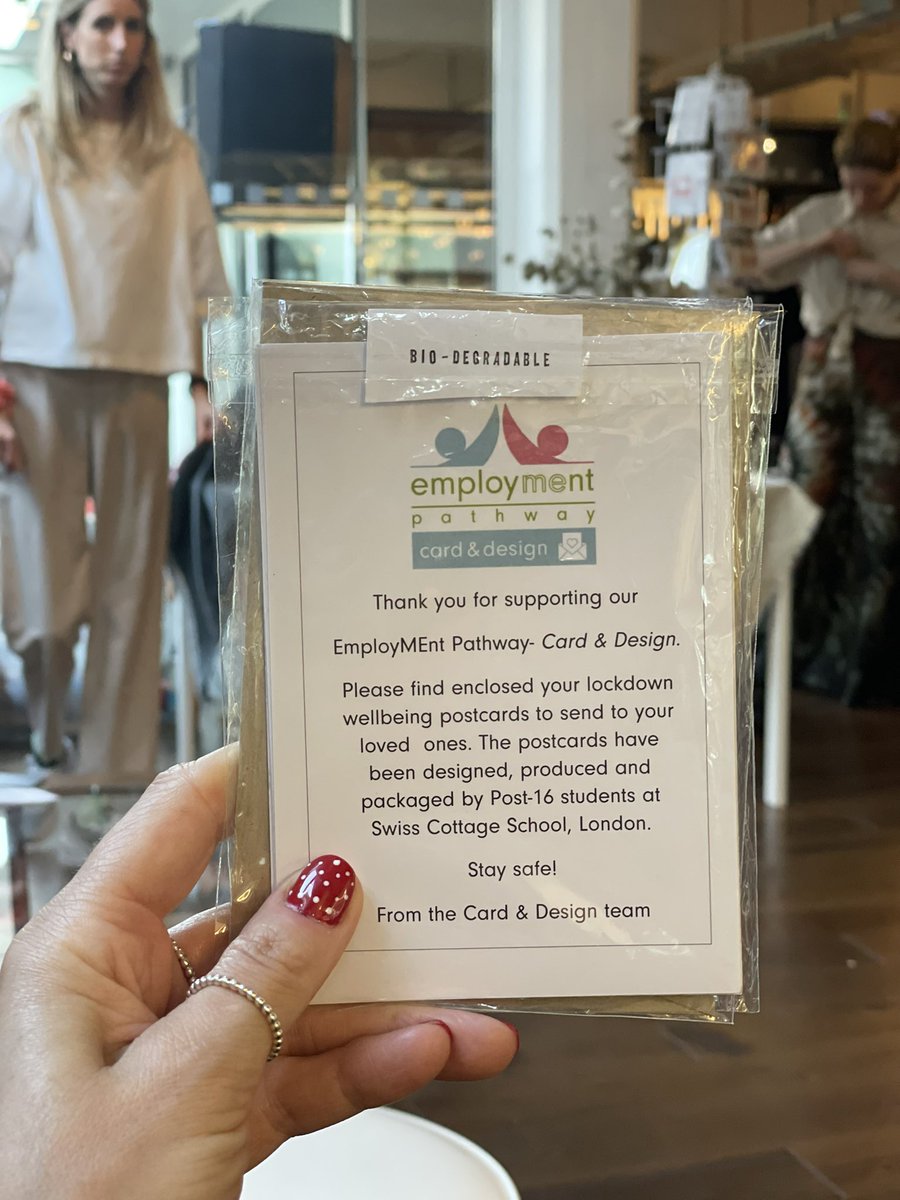 BIO-DEGRADABLE
employment
pathway
card & design
Thank you for supporting our
EmployMEnt Pathway- Card & Design.
Please find enclosed your lockdown
wellbeing postcards to send to your
loved ones. The postcards have
been designed, produced and
packaged by Post-16 students at
Swiss Cottage School, London.
Stay safe!
From the Card & Design team